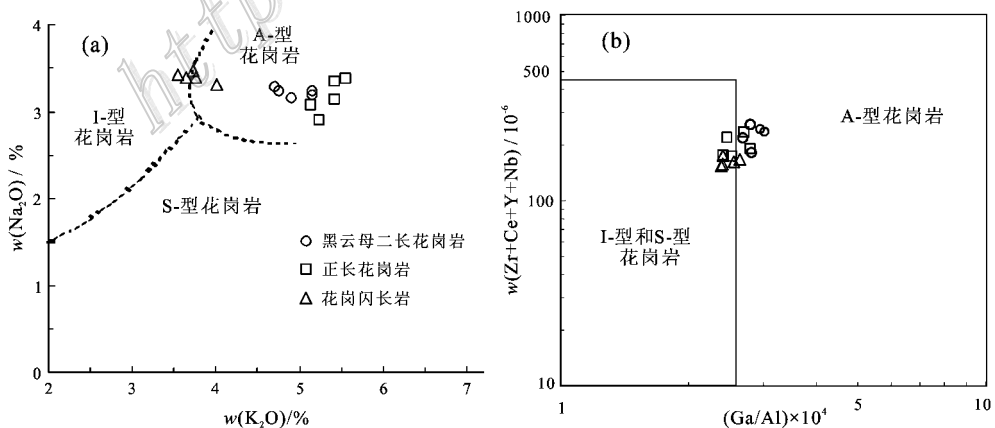 (a)
A-型
花岗岩
I-型
花岗岩
S-型花岗岩
黑云母二长花岗岩
正长花岗岩
花岗闪长岩
w(Na₂O) / %
4
3
2
1
0
2
3
4
5
6
7
w(K₂O)/%
http
(b)
A-型花岗岩
I-型和S-型
花岗岩
w(Zr+Ce+Y+Nb) / 10⁻⁶
1000
500
100
10
1
5
10
(Ga/Al)×10⁴